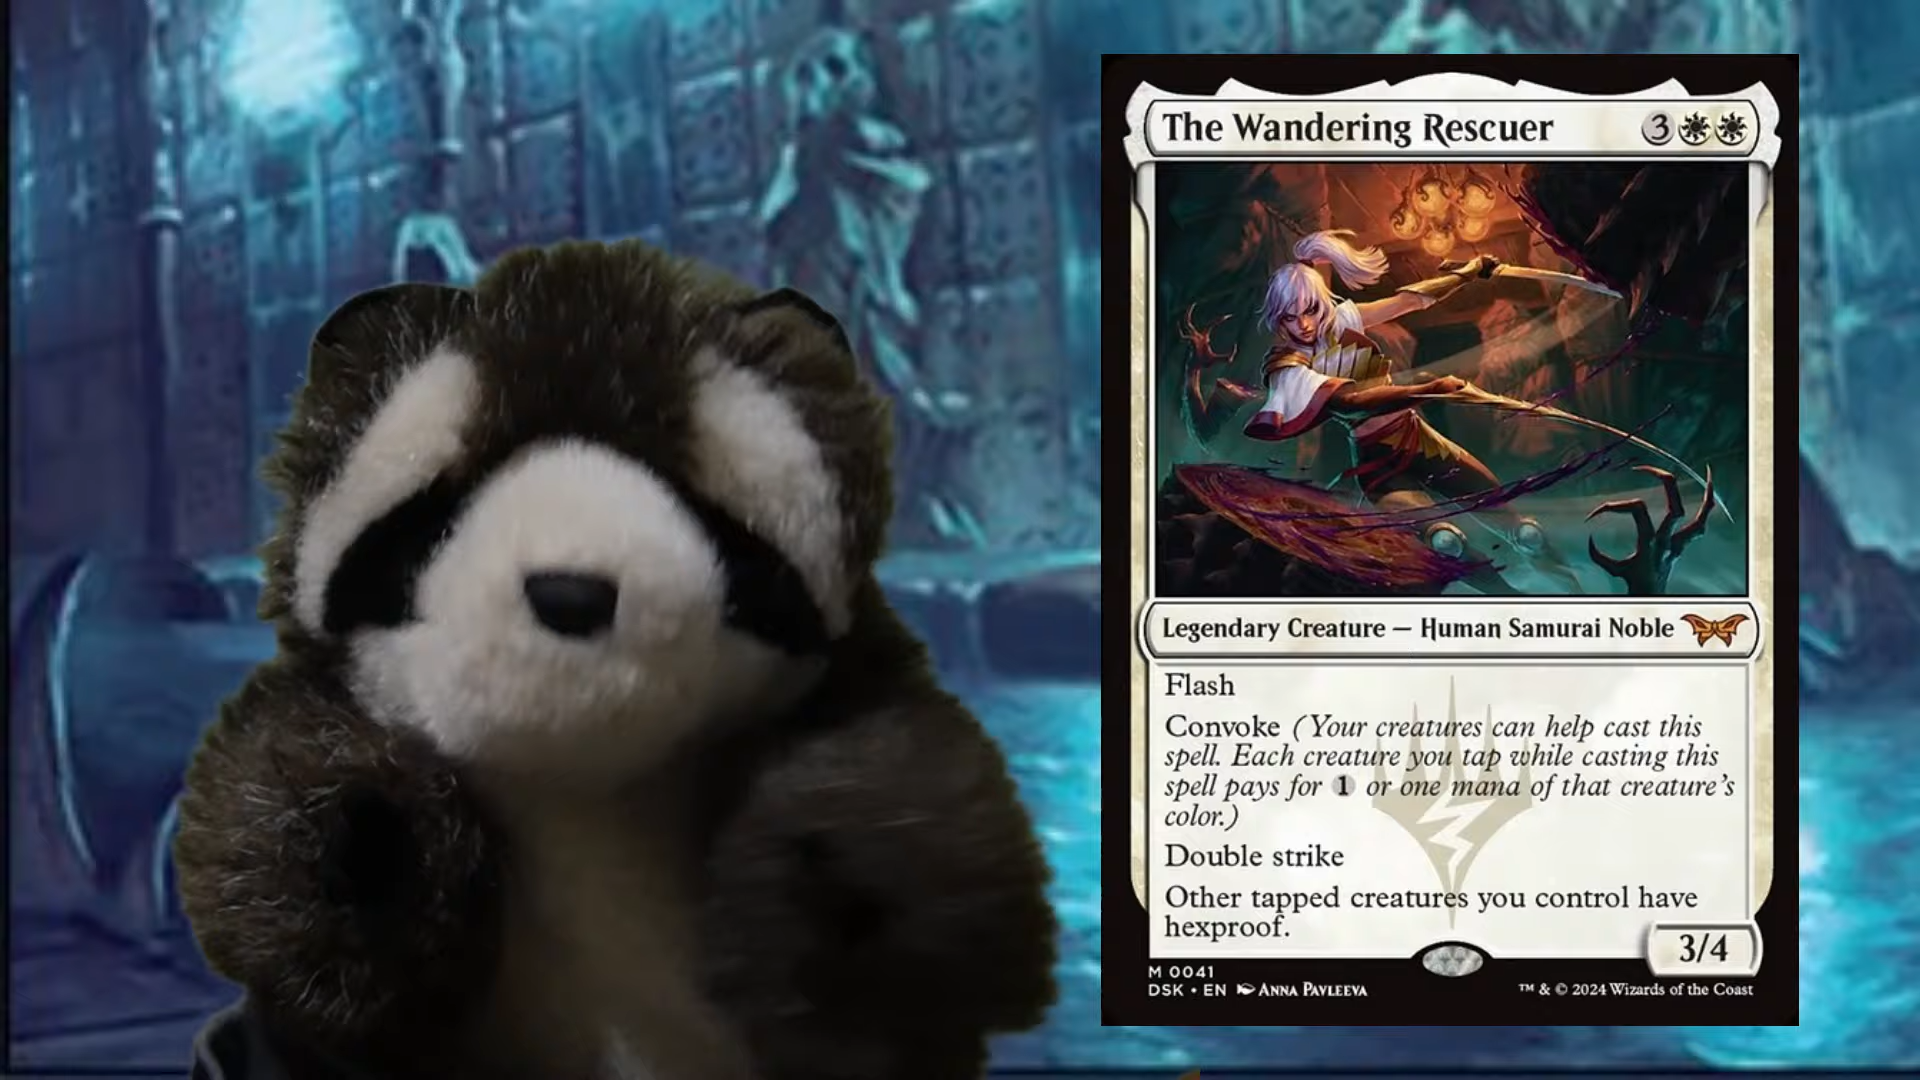 The Wandering Rescuer 3
Legendary Creature — Human Samurai Noble
Flash
Convoke (Your creatures can help cast this
spell. Each creature you tap while casting this
spell pays for 1 or one mana of that creature's
color.)
Double strike
Other tapped creatures you control have
hexproof.
3/4
M 0041
DSK • EN ANNA PAVLEEVA
™ & © 2024 Wizards of the Coast